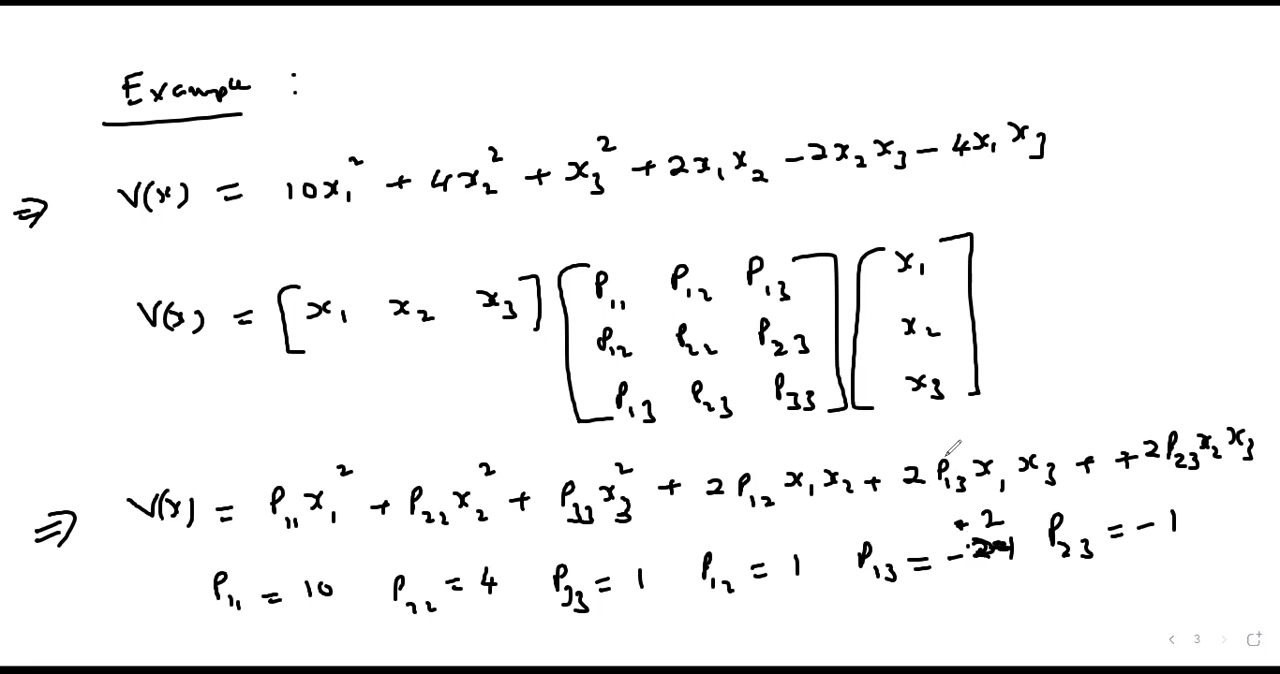 Example :
⇒ V(x) = 10x₁² + 4x₂² + x₃² + 2x₁x₂ - 2x₂x₃ - 4x₁x₃
V(x) = [x₁ x₂ x₃] [P₁₁ P₁₂ P₁₃ P₁₂ P₂₂ P₂₃ P₁₃ P₂₃ P₃₃] [x₁ x₂ x₃]
⇒ V(x) = P₁₁x₁² + P₂₂x₂² + P₃₃x₃² + 2P₁₂x₁x₂ + 2P₁₃x₁x₃ + + 2P₂₃x₂x₃
P₁₁ = 10 P₂₂ = 4 P₃₃ = 1 P₁₂ = 1 P₁₃ = -2 P₂₃ = -1
< 3 >